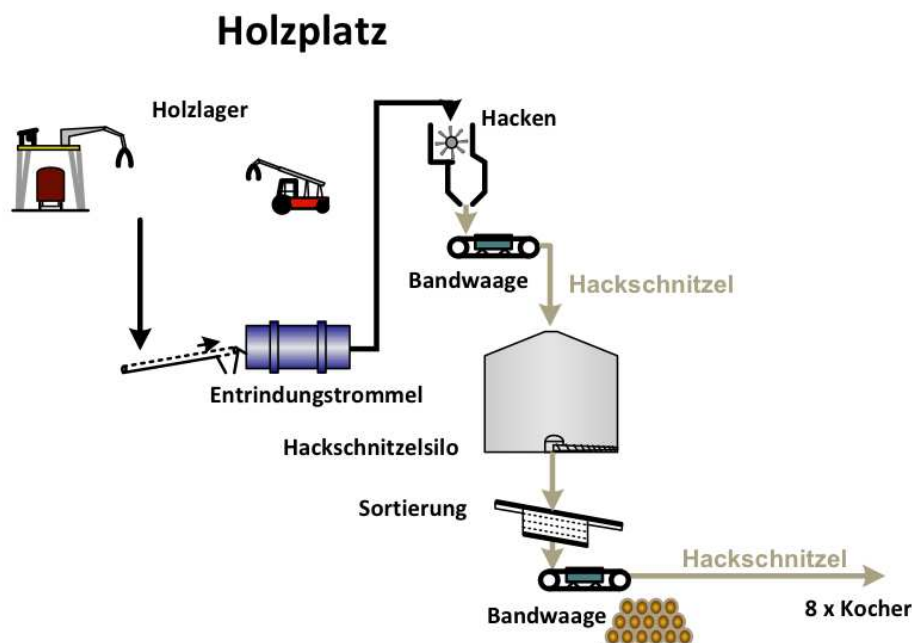 Holzplatz
Holzlager
Hacken
Bandwaage
Hackschnitzel
Entrindungstrommel
Hackschnitzelsilo
Sortierung
Hackschnitzel
Bandwaage
8 x Kocher